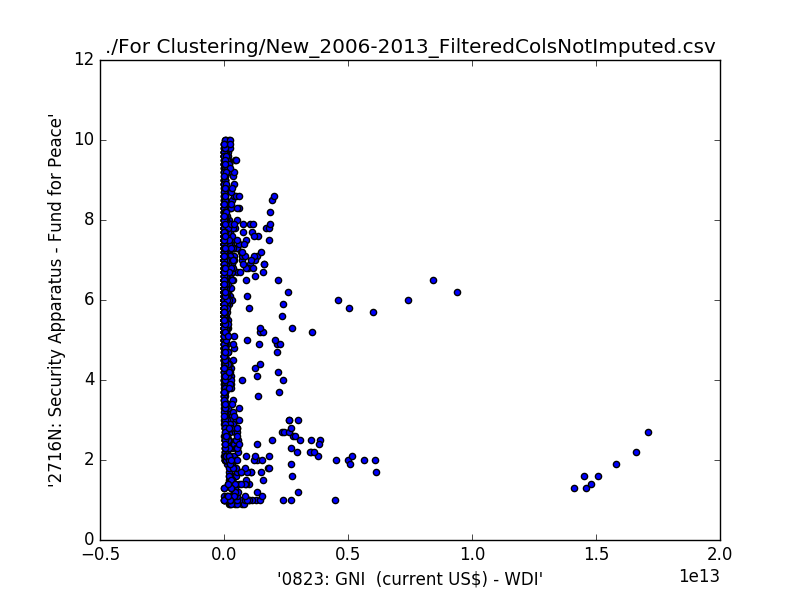 ./For Clustering/New_2006-2013_FilteredColsNotImputed.csv
12
10
8
6
4
2
0
'2716N: Security Apparatus - Fund for Peace'
−0.5 0.0 0.5 1.0 1.5 2.0
1e13
'0823: GNI  (current US$) - WDI'